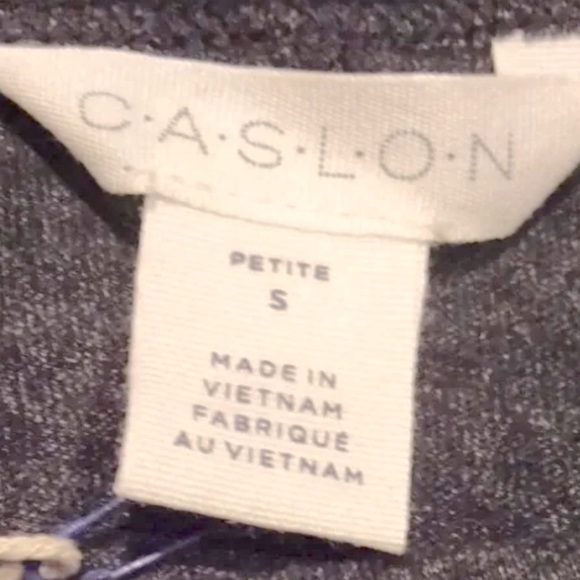 C·A·S·L·O·N
PETITE
S
MADE IN
VIETNAM
FABRIQUÉ
AU VIETNAM